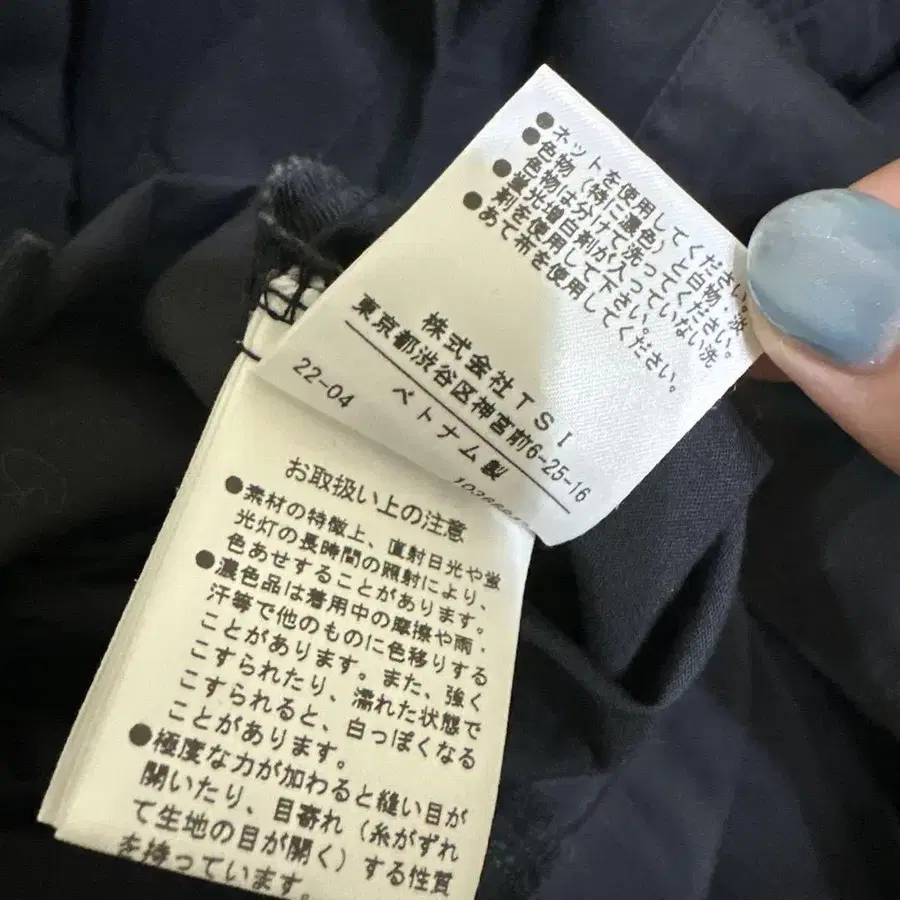 ●ネットを使用してください。
●色物（特に濃色）と白物・淡
色物は分けて洗ってください。
●蛍光増白剤が入っていない洗
剤を使用して下さい。
●あて布を使用してください。
株式会社TSI
東京都渋谷区神宮前6-25-16
22-04
ベトナム製
お取扱い上の注意
●素材の特徴上、直射日光や蛍
光灯の長時間の照射により、
色あせすることがあります。
●濃色品は着用中の摩擦や雨・
汗等で他のものに色移りする
ことがあります。また、強く
こすられたり、濡れた状態で
こすられると、白っぽくなる
ことがあります。
●極度な力が加わると縫い目が
開いたり、目寄れ（糸がずれ
て生地の目が開く）する性質
を持っています。